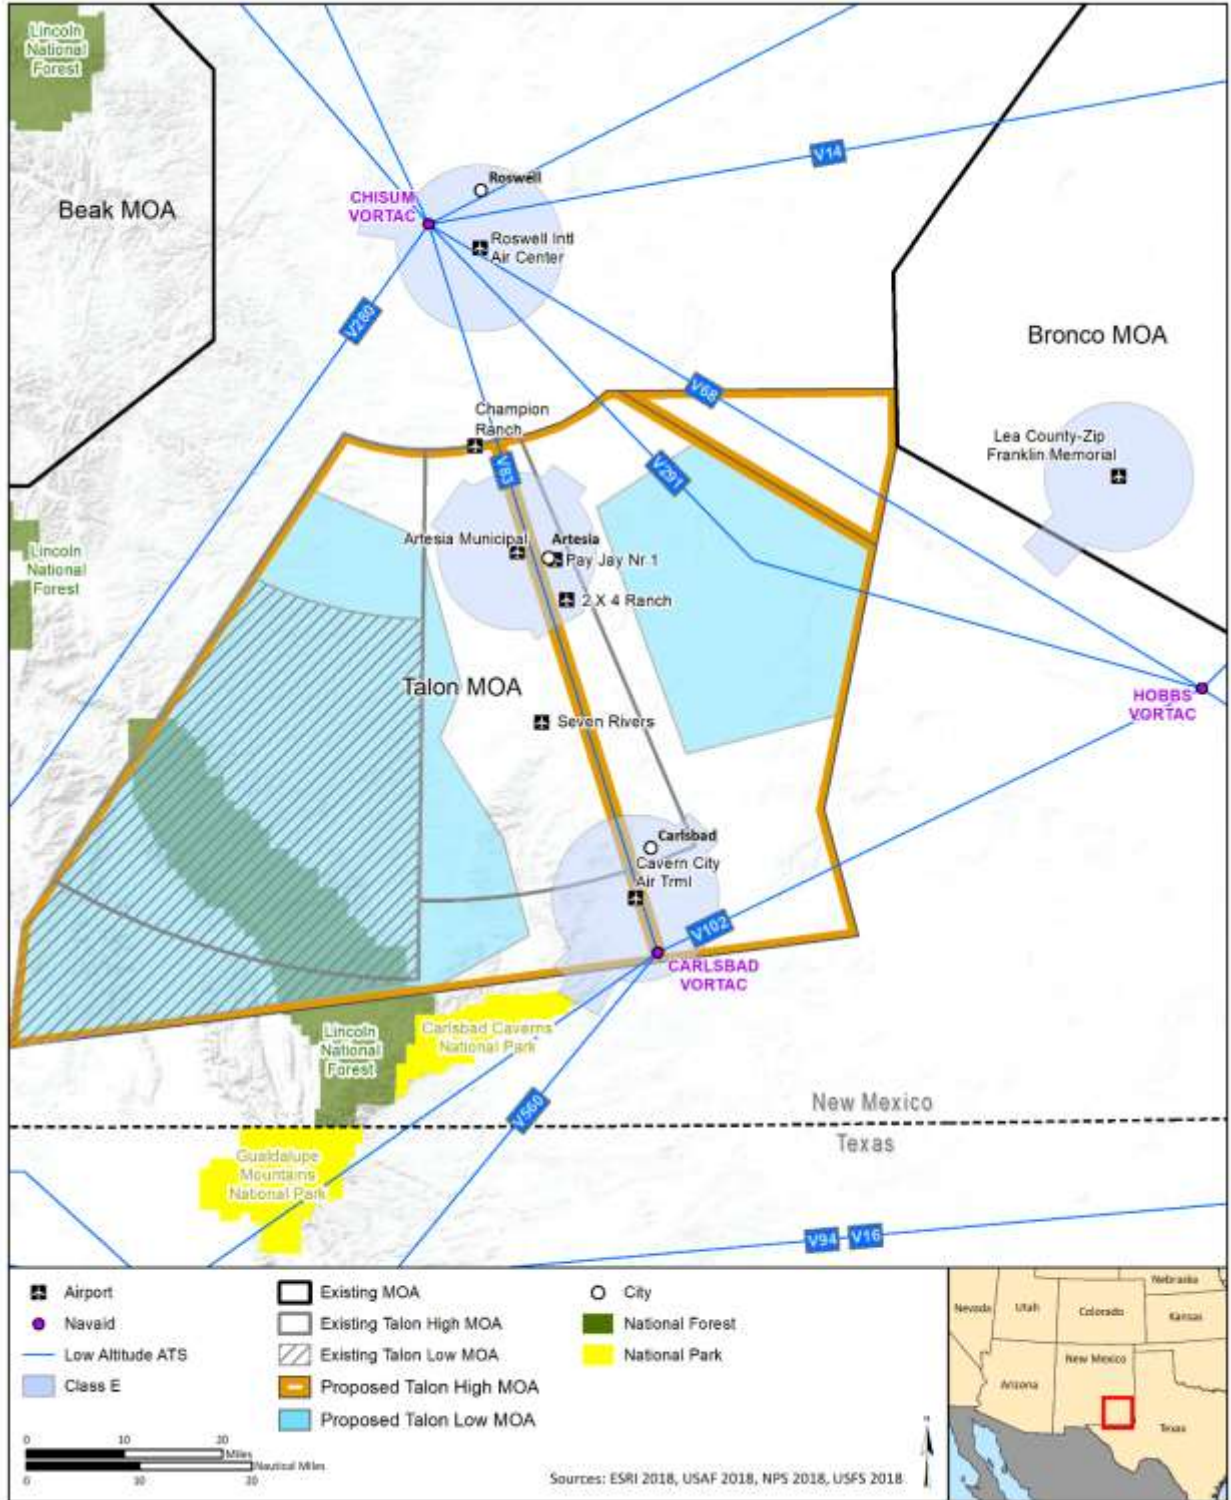 Lincoln
National
Forest
V14
Roswell
CHISUM
VORTAC
Beak MOA
Roswell Intl
Air Center
V280
Bronco MOA
V68
Champion
Ranch
Lea County-Zip
Franklin Memorial
V83
V291
Artesia Municipal
Artesia
Pay Jay Nr 1
Lincoln
National
Forest
2 X 4 Ranch
Talon MOA
HOBBS
VORTAC
Seven Rivers
Carlsbad
Cavern City
Air Trml
V102
CARLSBAD
VORTAC
Lincoln
National
Forest
Carlsbad Caverns
National Park
V560
New Mexico
Texas
Guadalupe
Mountains
National Park
V94
V16
Airport
Navaid
Low Altitude ATS
Class E
Existing MOA
Existing Talon High MOA
Existing Talon Low MOA
Proposed Talon High MOA
Proposed Talon Low MOA
City
National Forest
National Park
0 10 20
Miles
Nautical Miles
0 10 20
N
Sources: ESRI 2018, USAF 2018, NPS 2018, USFS 2018
Nebraska
Nevada
Utah
Colorado
Kansas
New Mexico
Arizona
Texas